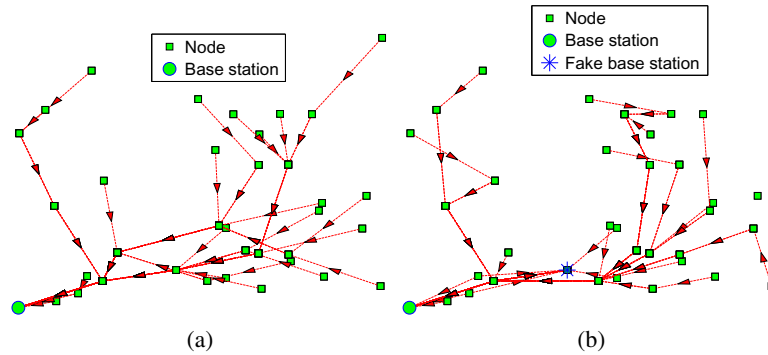 Node
Base station
Node
Base station
Fake base station
(a)
(b)